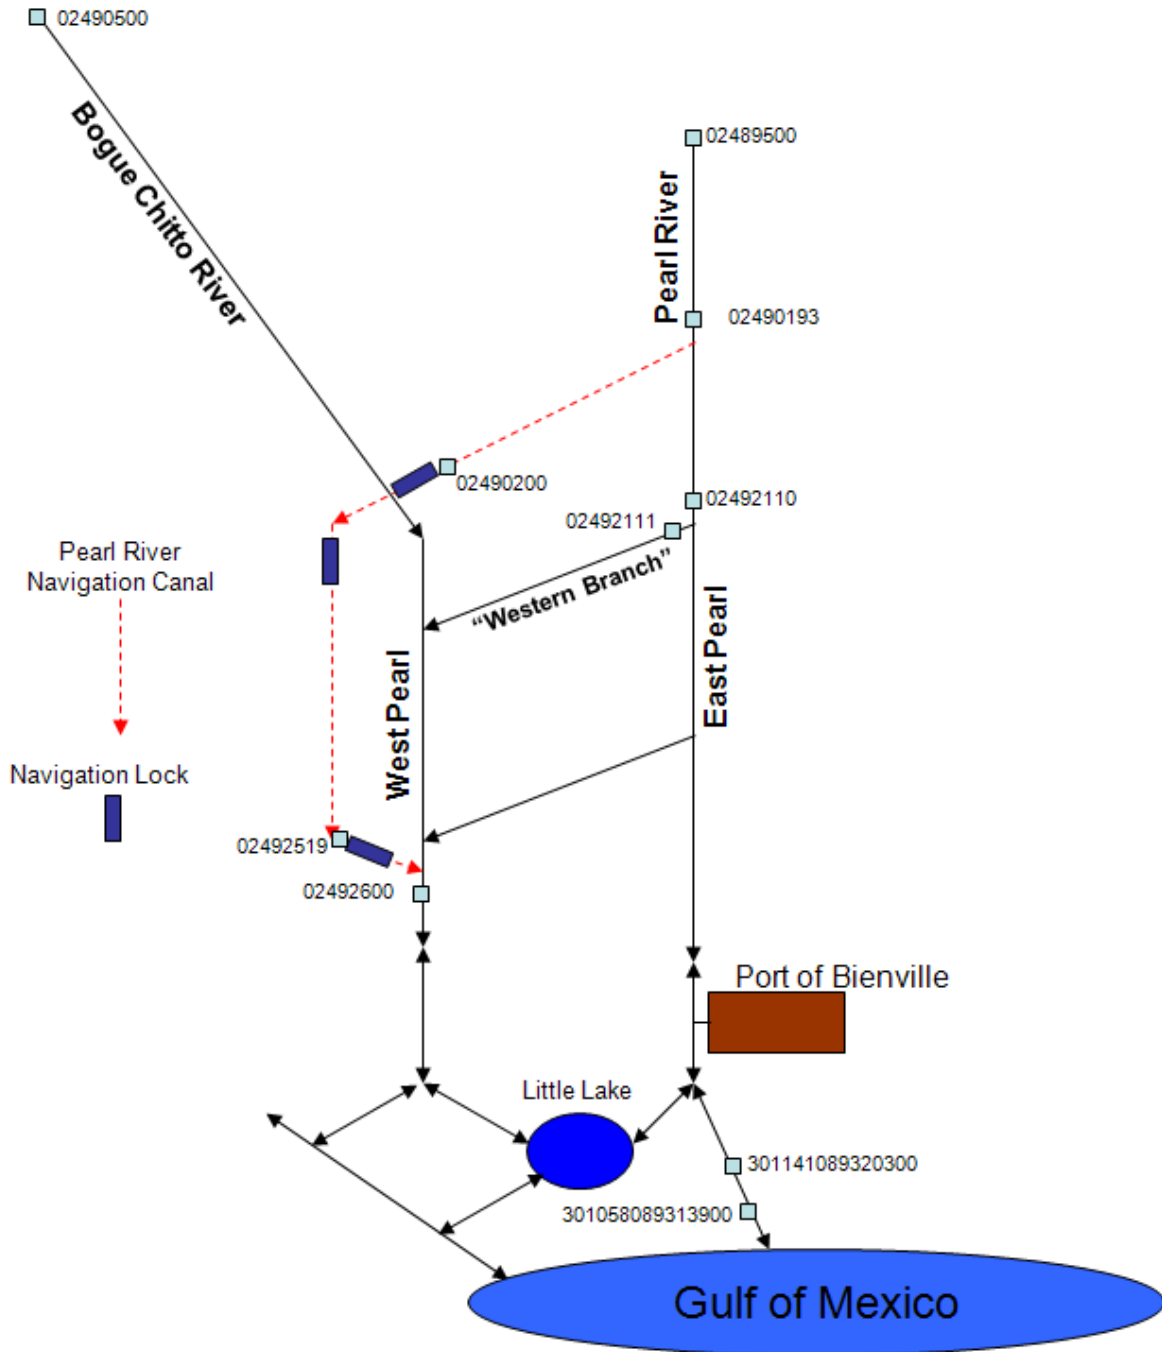 02490500
Bogue Chitto River
02489500
Pearl River
02490193
02490200
02492110
02492111
"Western Branch"
Pearl River
Navigation Canal
East Pearl
West Pearl
Navigation Lock
02492519
02492600
Port of Bienville
Little Lake
301141089320300
301058089313900
Gulf of Mexico